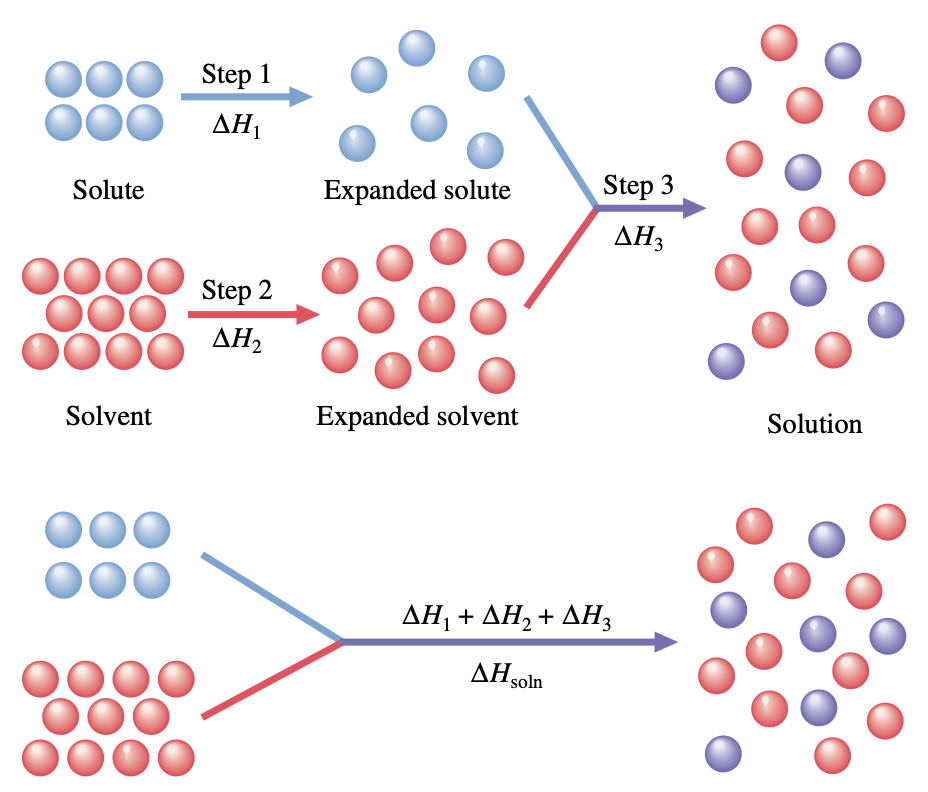 Step 1
ΔH₁
Solute
Expanded solute
Step 2
ΔH₂
Solvent
Expanded solvent
Step 3
ΔH₃
Solution
ΔH₁ + ΔH₂ + ΔH₃
ΔHsoln